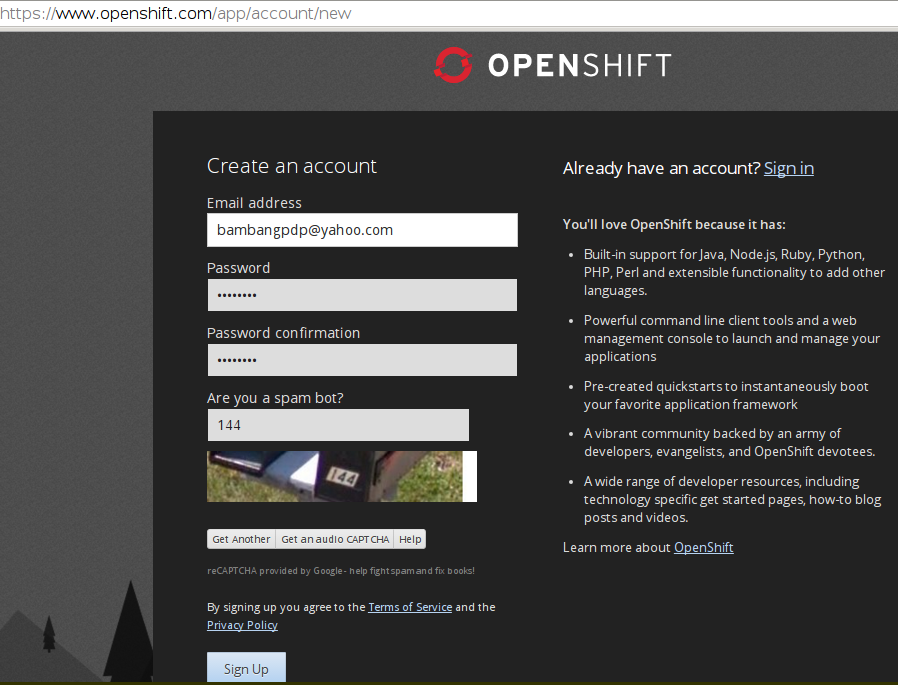 https://www.openshift.com/app/account/new
OPENSHIFT
Create an account
Email address
bambangpdp@yahoo.com
Password
••••••••
Password confirmation
••••••••
Are you a spam bot?
144
144
Get Another
Get an audio CAPTCHA
Help
reCAPTCHA provided by Google - help fight spam and fix books!
By signing up you agree to the Terms of Service and the
Privacy Policy
Sign Up
Already have an account? Sign in
You'll love OpenShift because it has:
• Built-in support for Java, Node.js, Ruby, Python,
PHP, Perl and extensible functionality to add other
languages.
• Powerful command line client tools and a web
management console to launch and manage your
applications
• Pre-created quickstarts to instantaneously boot
your favorite application framework
• A vibrant community backed by an army of
developers, evangelists, and OpenShift devotees.
• A wide range of developer resources, including
technology specific get started pages, how-to blog
posts and videos.
Learn more about OpenShift